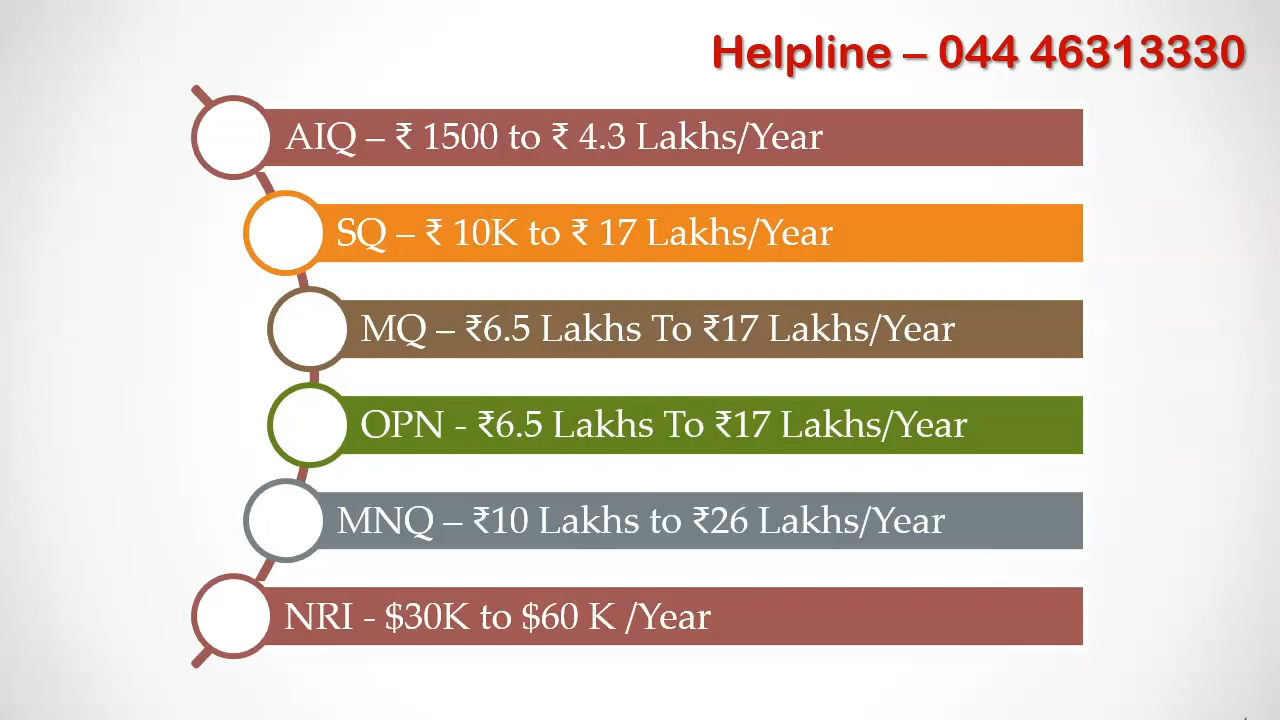 Helpline – 044 46313330
AIQ – ₹ 1500 to ₹ 4.3 Lakhs/Year
SQ – ₹ 10K to ₹ 17 Lakhs/Year
MQ – ₹6.5 Lakhs To ₹17 Lakhs/Year
OPN - ₹6.5 Lakhs To ₹17 Lakhs/Year
MNQ – ₹10 Lakhs to ₹26 Lakhs/Year
NRI - $30K to $60 K /Year